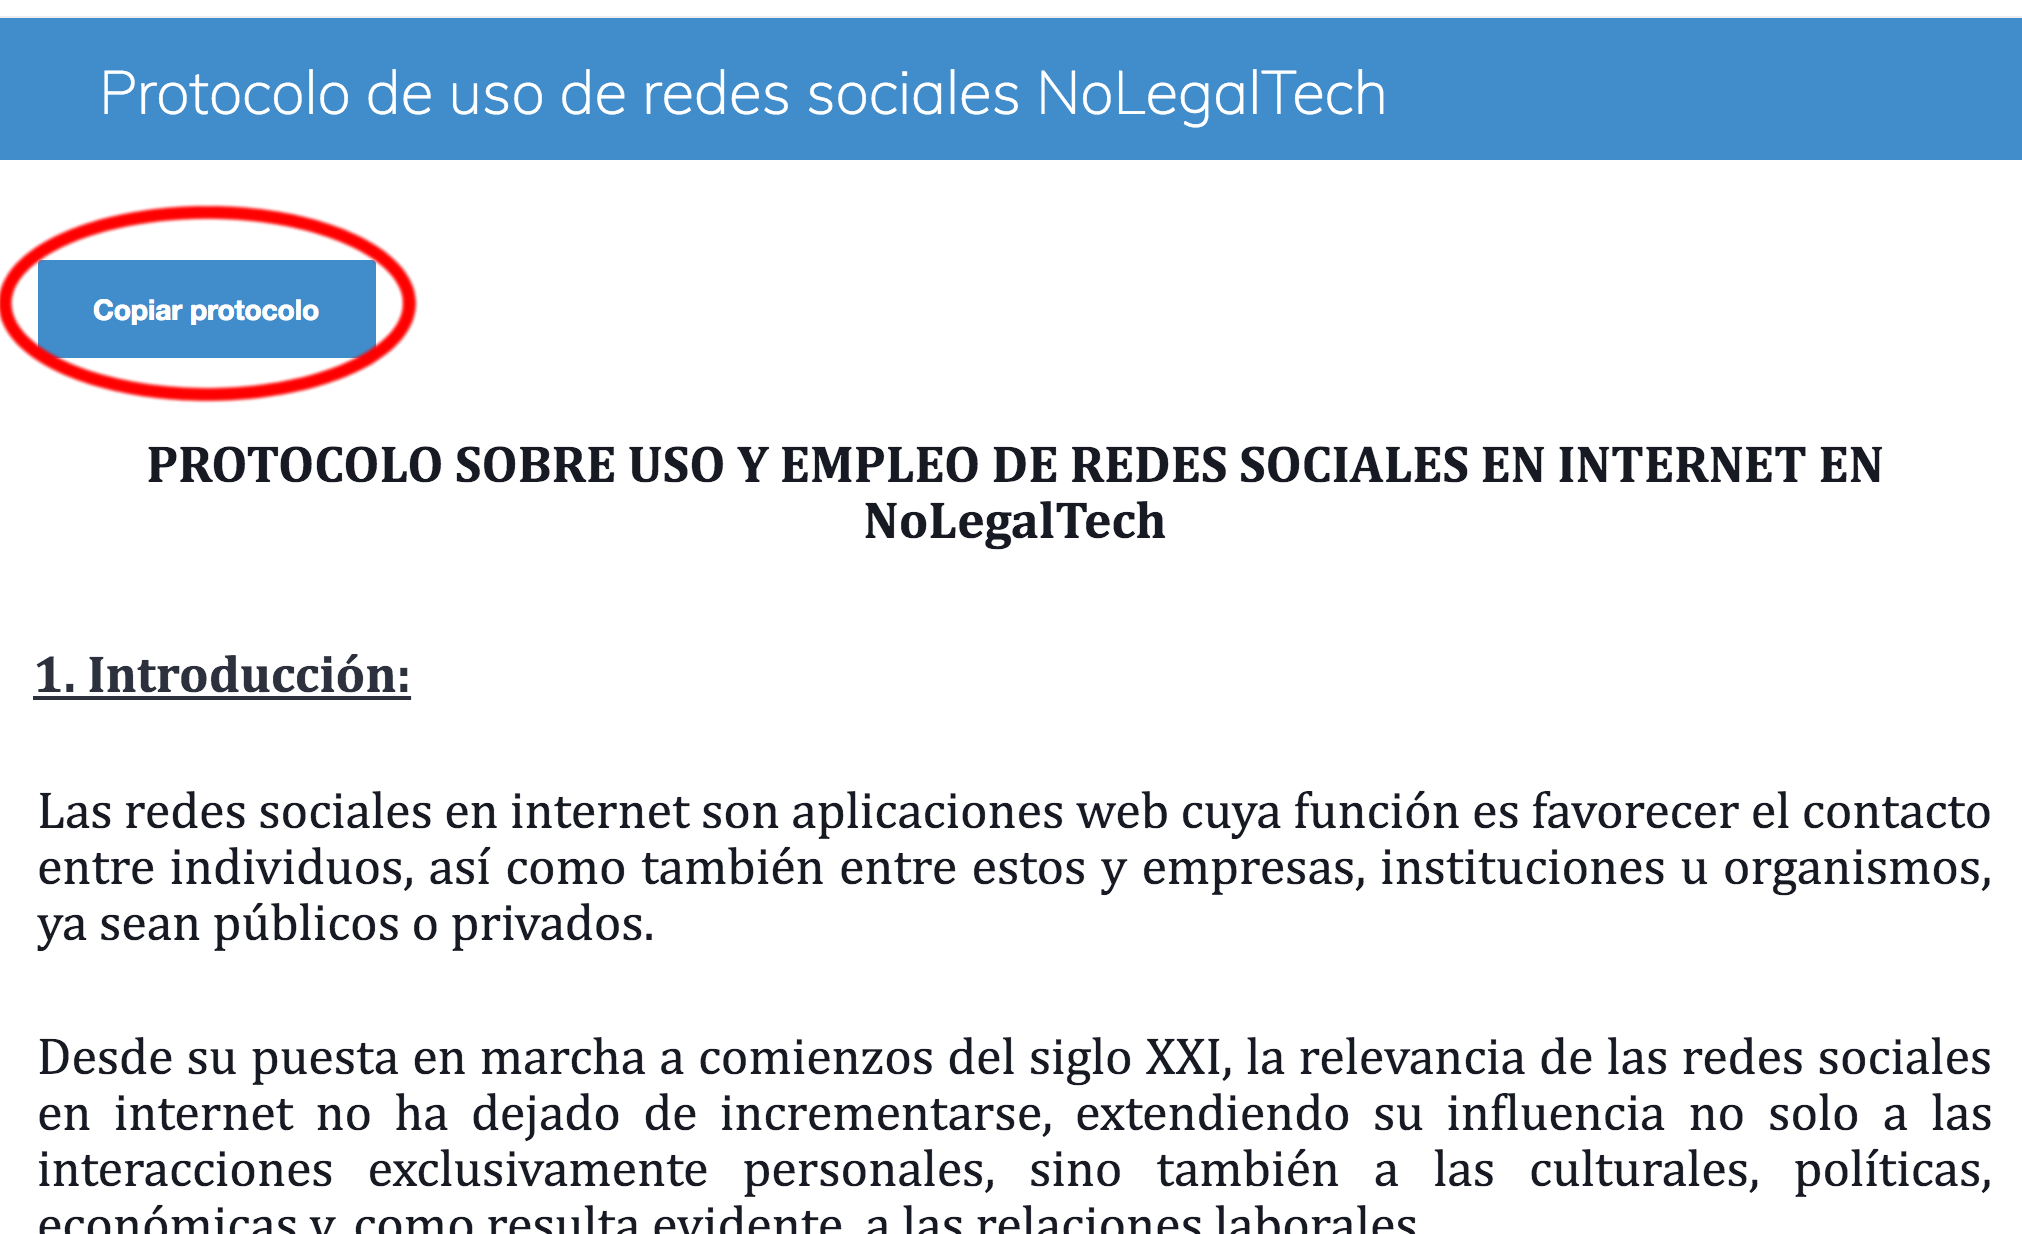 Protocolo de uso de redes sociales NoLegalTech
Copiar protocolo
PROTOCOLO SOBRE USO Y EMPLEO DE REDES SOCIALES EN INTERNET EN
NoLegalTech
1. Introducción:
Las redes sociales en internet son aplicaciones web cuya función es favorecer el contacto
entre individuos, así como también entre estos y empresas, instituciones u organismos,
ya sean públicos o privados.
Desde su puesta en marcha a comienzos del siglo XXI, la relevancia de las redes sociales
en internet no ha dejado de incrementarse, extendiendo su influencia no solo a las
interacciones exclusivamente personales, sino también a las culturales, políticas,
económicas y, como resulta evidente, a las relaciones laborales.